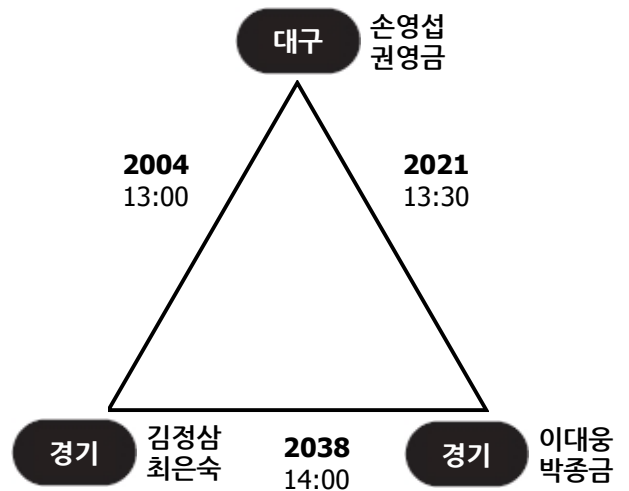 대구
손영섭
권영금
2004
13:00
2021
13:30
경기
김정삼
최은숙
2038
14:00
경기
이대웅
박종금